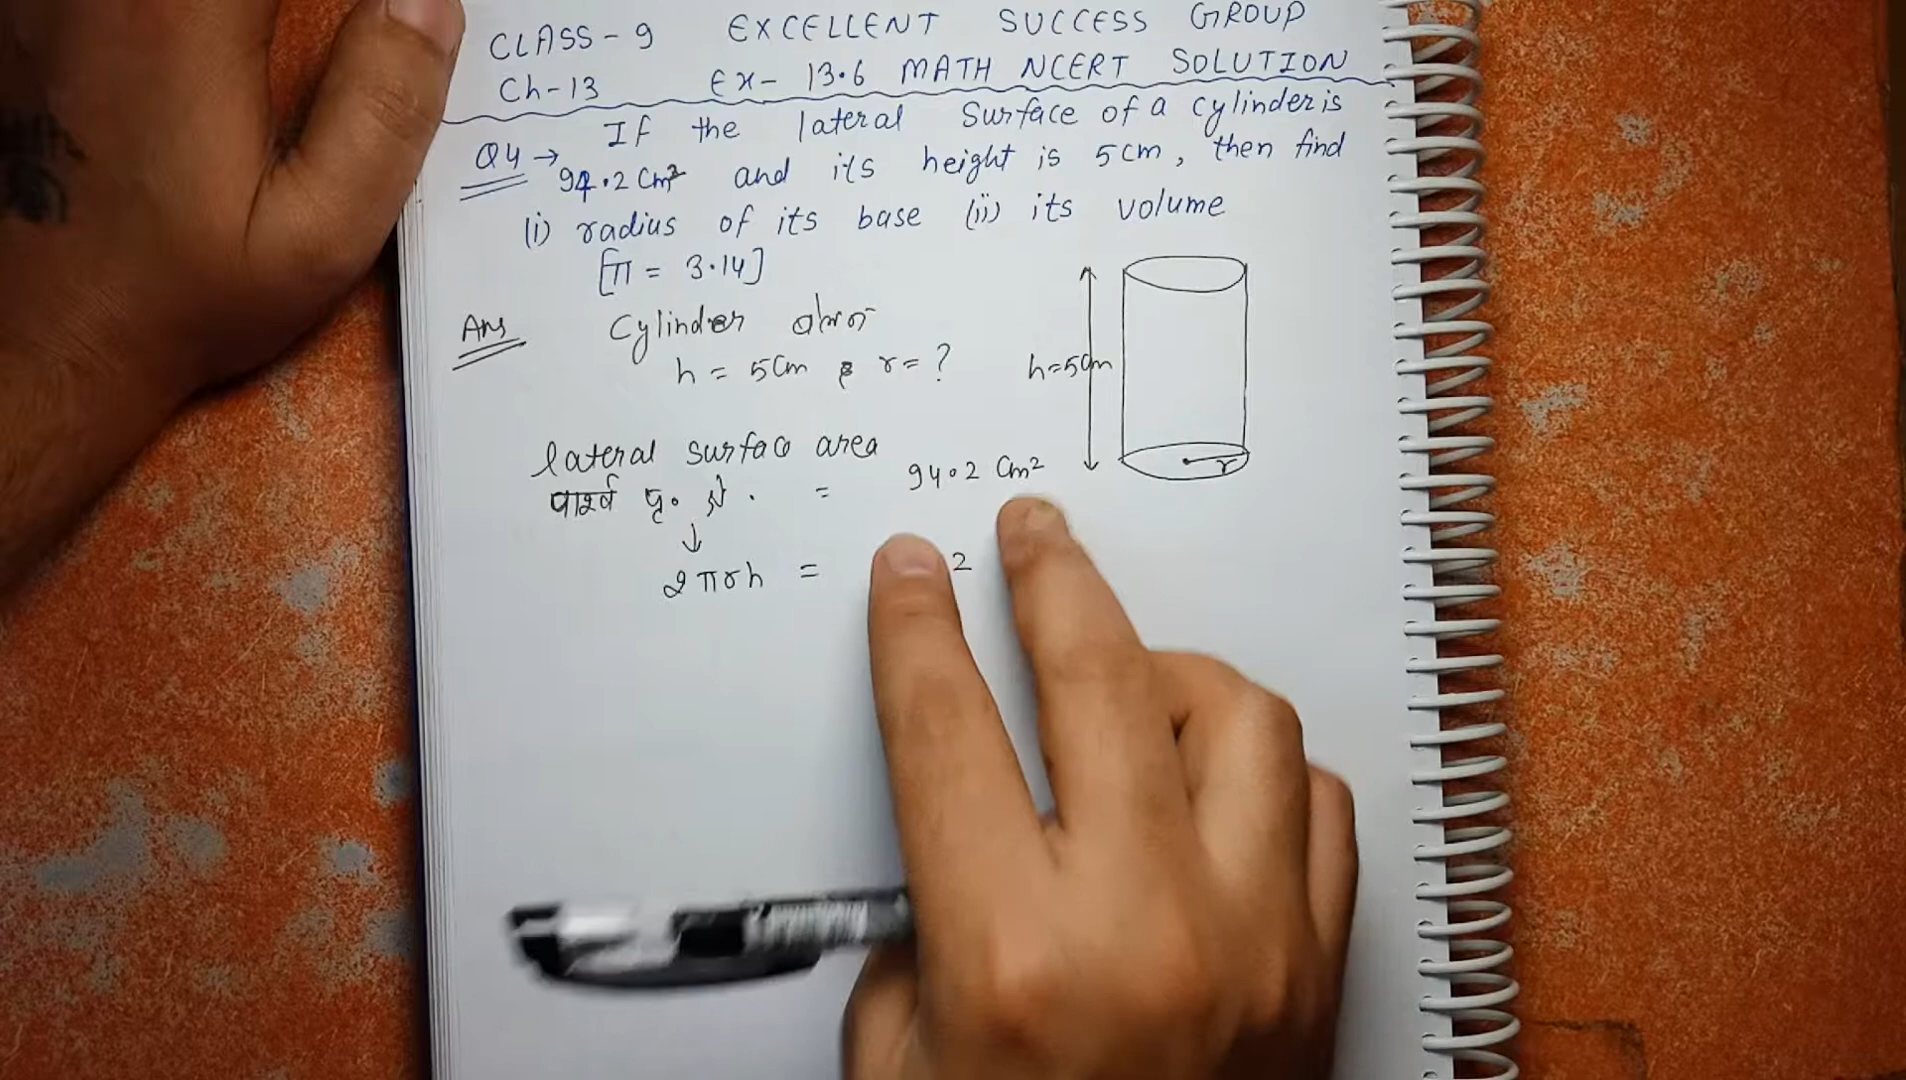 CLASS - 9 EXCELLENT SUCCESS GROUP
Ch-13 EX- 13.6 MATH NCERT SOLUTION
Q4 → If the lateral Surface of a cylinder is
94.2 Cm² and its height is 5cm, then find
(i) radius of its base (ii) its volume
[π = 3.14]
Ans Cylinder
h = 5Cm r = ?
h=5cm
r
lateral surface area
पार्श्व पृ० क्षे. = 94.2 Cm²
↓
2πrh = 2